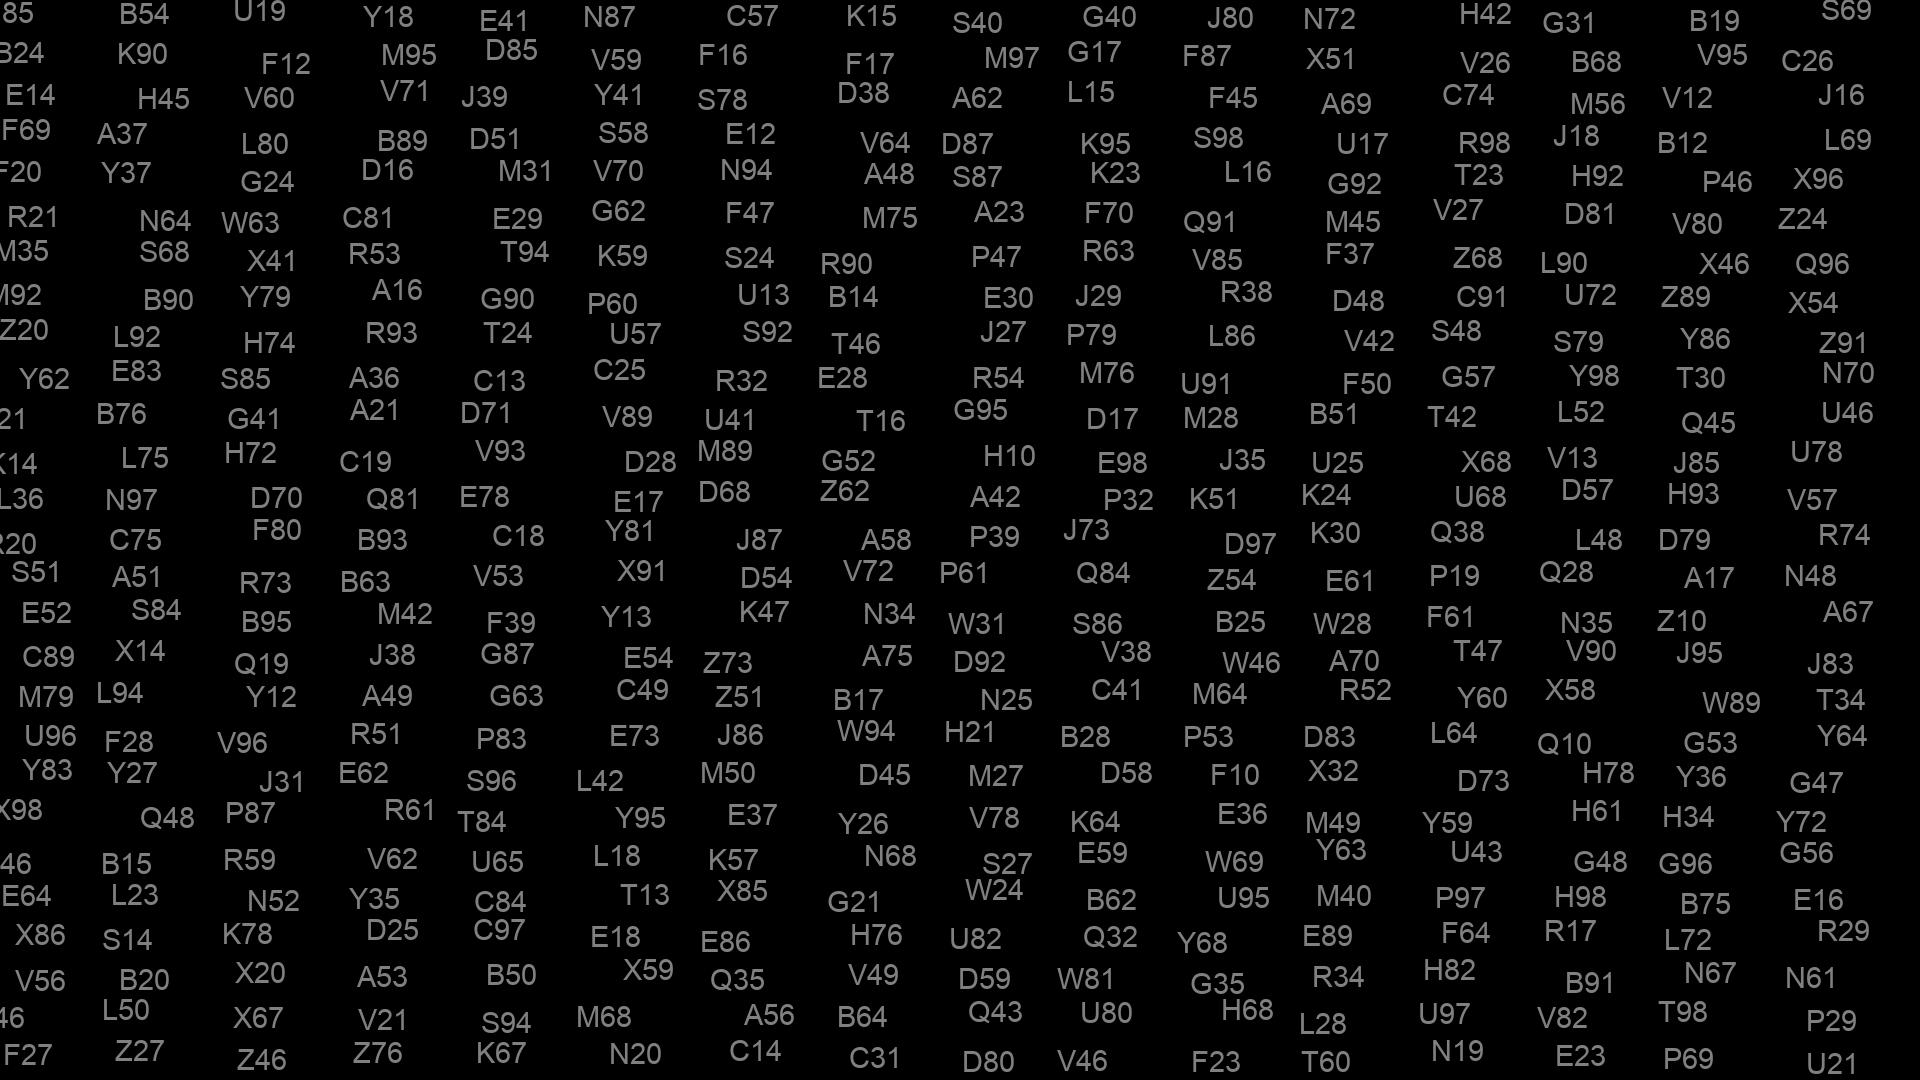 85 B54 U19 Y18 E41 N87 C57 K15 S40 G40 J80 N72 H42 G31 B19 S69
B24 K90 F12 M95 D85 V59 F16 F17 M97 G17 F87 X51 V26 B68 V95 C26
E14 H45 V60 V71 J39 Y41 S78 D38 A62 L15 F45 A69 C74 M56 V12 J16
F69 A37 L80 B89 D51 S58 E12 V64 D87 K95 S98 U17 R98 J18 B12 L69
F20 Y37 G24 D16 M31 V70 N94 A48 S87 K23 L16 G92 T23 H92 P46 X96
R21 N64 W63 C81 E29 G62 F47 M75 A23 F70 Q91 M45 V27 D81 V80 Z24
M35 S68 X41 R53 T94 K59 S24 R90 P47 R63 V85 F37 Z68 L90 X46 Q96
M92 B90 Y79 A16 G90 P60 U13 B14 E30 J29 R38 D48 C91 U72 Z89 X54
Z20 L92 H74 R93 T24 U57 S92 T46 J27 P79 L86 V42 S48 S79 Y86 Z91
Y62 E83 S85 A36 C13 C25 R32 E28 R54 M76 U91 F50 G57 Y98 T30 N70
21 B76 G41 A21 D71 V89 U41 T16 G95 D17 M28 B51 T42 L52 Q45 U46
K14 L75 H72 C19 V93 D28 M89 G52 H10 E98 J35 U25 X68 V13 J85 U78
L36 N97 D70 Q81 E78 E17 D68 Z62 A42 P32 K51 K24 U68 D57 H93 V57
R20 C75 F80 B93 C18 Y81 J87 A58 P39 J73 D97 K30 Q38 L48 D79 R74
S51 A51 R73 B63 V53 X91 D54 V72 P61 Q84 Z54 E61 P19 Q28 A17 N48
E52 S84 B95 M42 F39 Y13 K47 N34 W31 S86 B25 W28 F61 N35 Z10 A67
C89 X14 Q19 J38 G87 E54 Z73 A75 D92 V38 W46 A70 T47 V90 J95 J83
M79 L94 Y12 A49 G63 C49 Z51 B17 N25 C41 M64 R52 Y60 X58 W89 T34
U96 F28 V96 R51 P83 E73 J86 W94 H21 B28 P53 D83 L64 Q10 G53 Y64
Y83 Y27 J31 E62 S96 L42 M50 D45 M27 D58 F10 X32 D73 H78 Y36 G47
X98 Q48 P87 R61 T84 Y95 E37 Y26 V78 K64 E36 M49 Y59 H61 H34 Y72
46 B15 R59 V62 U65 L18 K57 N68 S27 E59 W69 Y63 U43 G48 G96 G56
E64 L23 N52 Y35 C84 T13 X85 G21 W24 B62 U95 M40 P97 H98 B75 E16
X86 S14 K78 D25 C97 E18 E86 H76 U82 Q32 Y68 E89 F64 R17 L72 R29
V56 B20 X20 A53 B50 X59 Q35 V49 D59 W81 G35 R34 H82 B91 N67 N61
46 L50 X67 V21 S94 M68 A56 B64 Q43 U80 H68 L28 U97 V82 T98 P29
F27 Z27 Z46 Z76 K67 N20 C14 C31 D80 V46 F23 T60 N19 E23 P69 U21